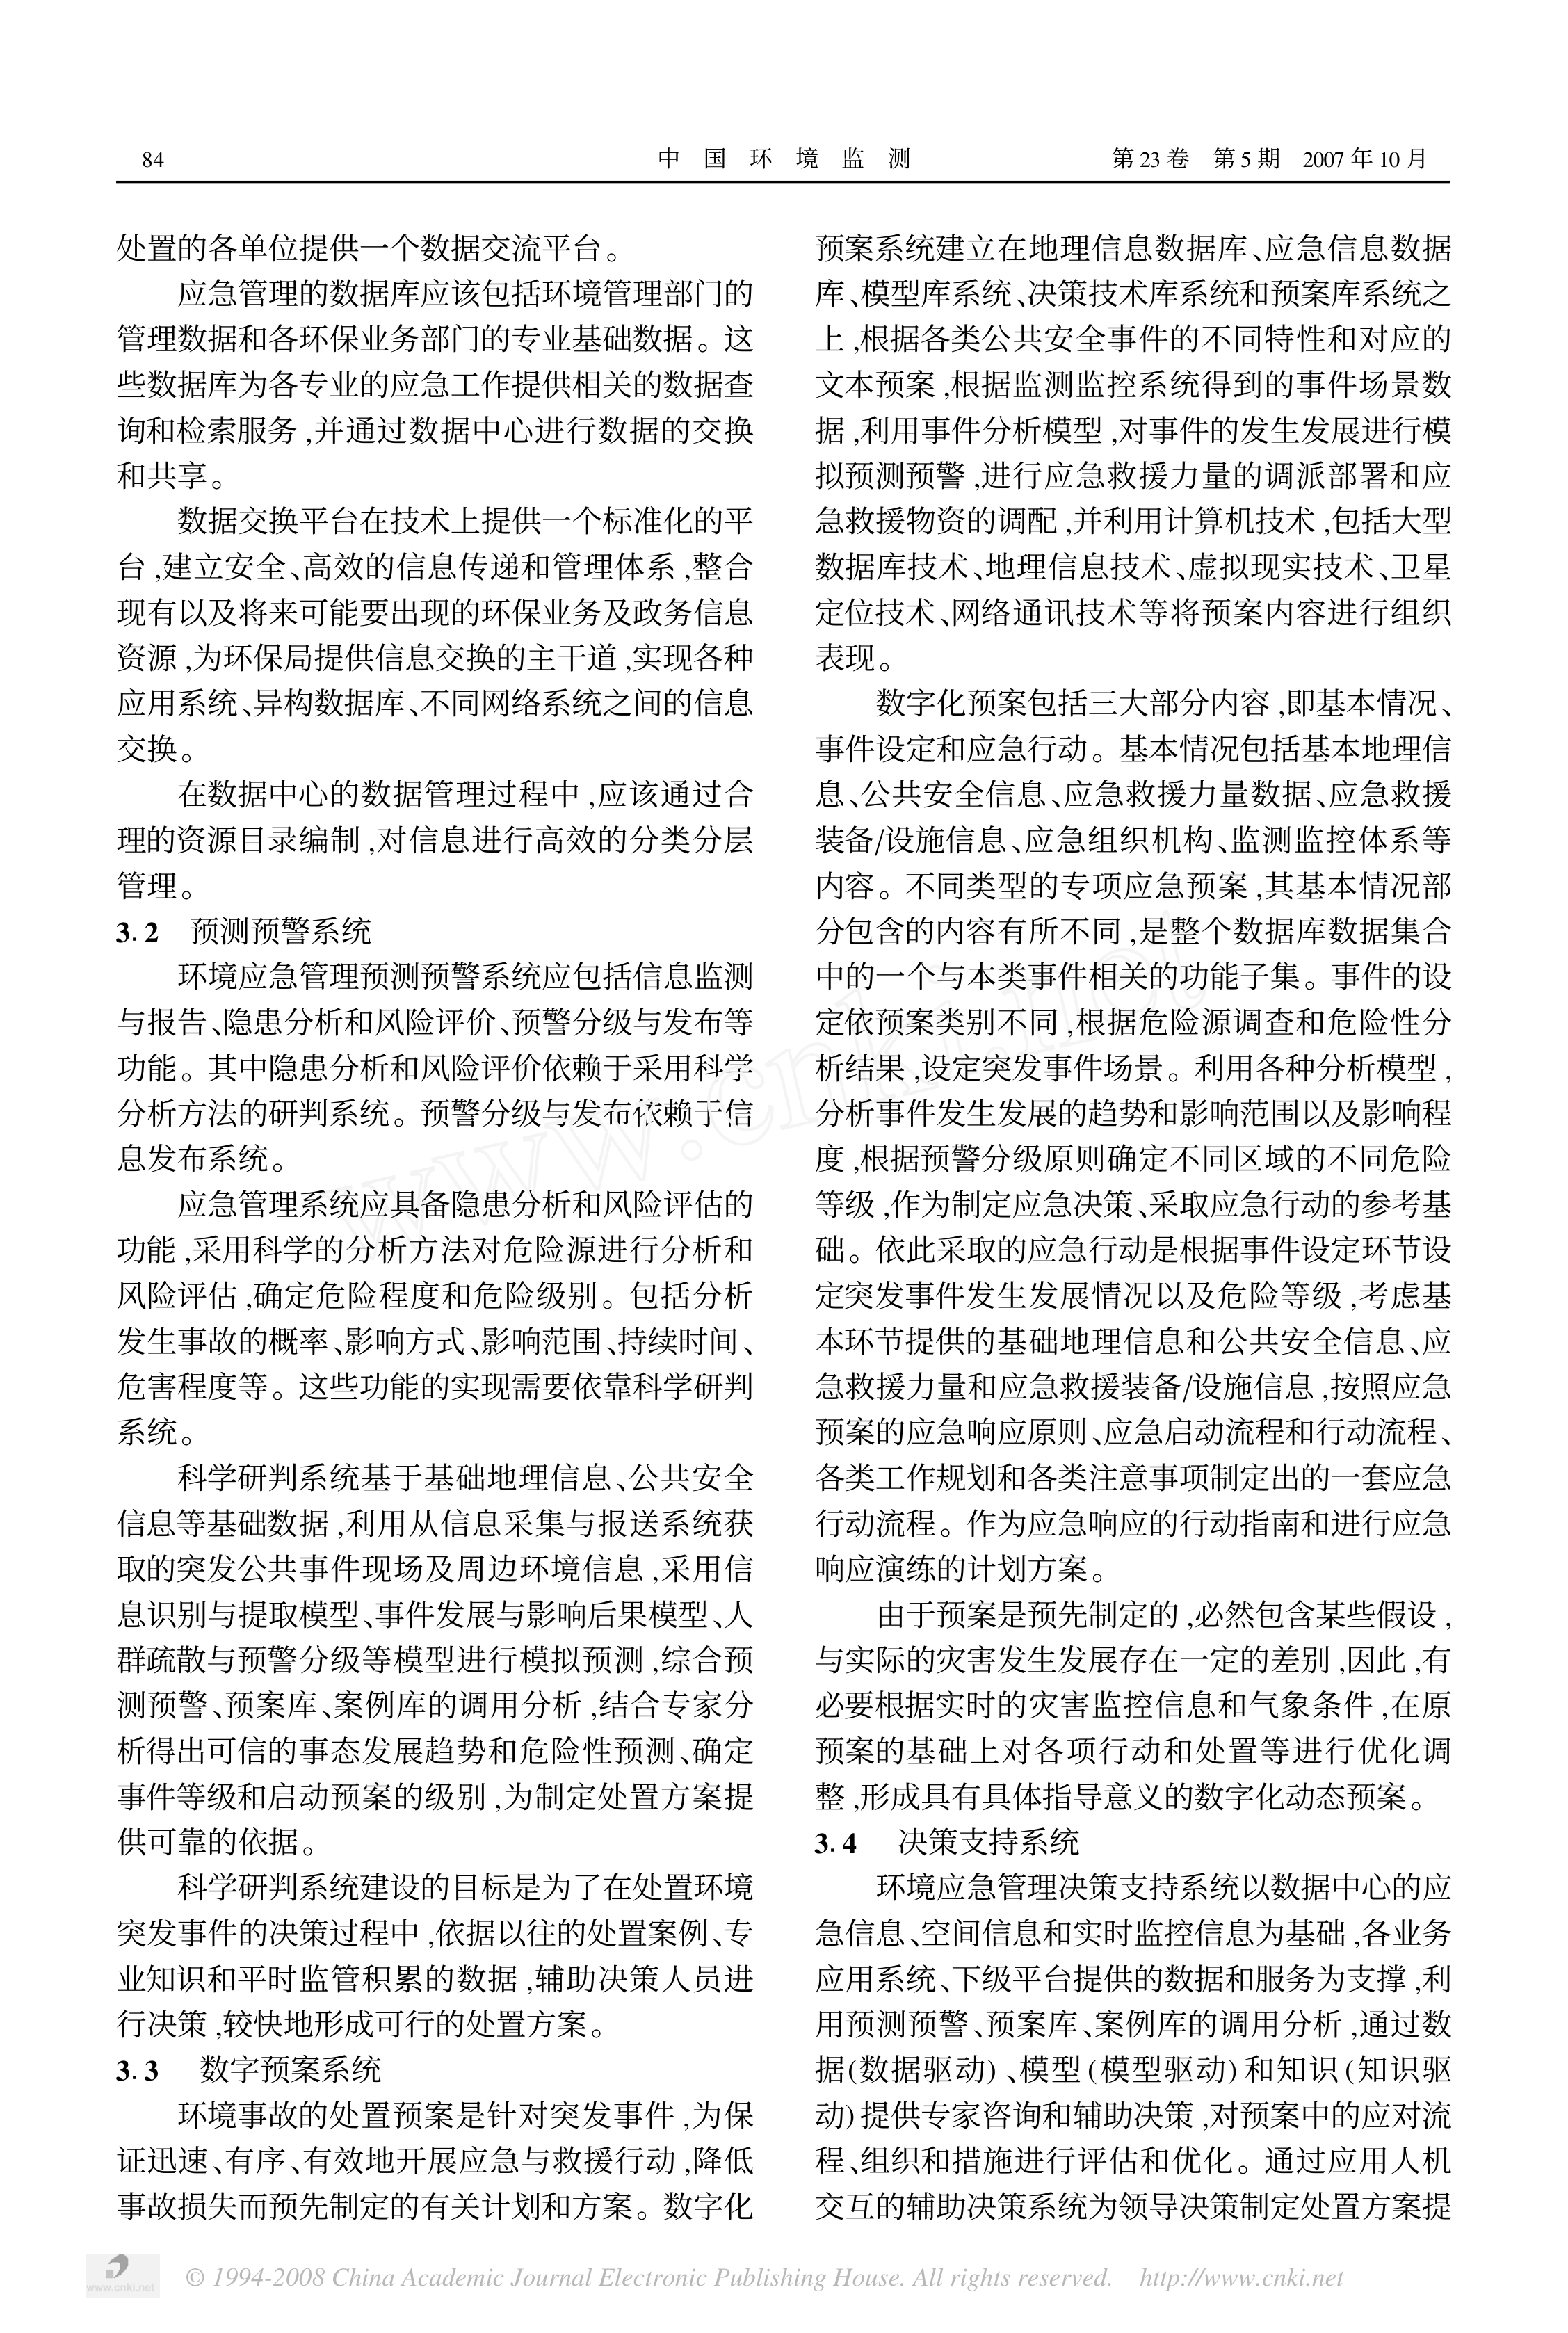 84
中国环境监测
第23卷 第5期 2007年10月
处置的各单位提供一个数据交流平台。
应急管理的数据库应该包括环境管理部门的
管理数据和各环保业务部门的专业基础数据。这
些数据库为各专业的应急工作提供相关的数据查
询和检索服务,并通过数据中心进行数据的交换
和共享。
数据交换平台在技术上提供一个标准化的平
台,建立安全、高效的信息传递和管理体系,整合
现有以及将来可能要出现的环保业务及政务信息
资源,为环保局提供信息交换的主干道,实现各种
应用系统、异构数据库、不同网络系统之间的信息
交换。
在数据中心的数据管理过程中,应该通过合
理的资源目录编制,对信息进行高效的分类分层
管理。
3.2 预测预警系统
环境应急管理预测预警系统应包括信息监测
与报告、隐患分析和风险评价、预警分级与发布等
功能。其中隐患分析和风险评价依赖于采用科学
分析方法的研判系统。预警分级与发布依赖于信
息发布系统。
应急管理系统应具备隐患分析和风险评估的
功能,采用科学的分析方法对危险源进行分析和
风险评估,确定危险程度和危险级别。包括分析
发生事故的概率、影响方式、影响范围、持续时间、
危害程度等。这些功能的实现需要依靠科学研判
系统。
科学研判系统基于基础地理信息、公共安全
信息等基础数据,利用从信息采集与报送系统获
取的突发公共事件现场及周边环境信息,采用信
息识别与提取模型、事件发展与影响后果模型、人
群疏散与预警分级等模型进行模拟预测,综合预
测预警、预案库、案例库的调用分析,结合专家分
析得出可信的事态发展趋势和危险性预测、确定
事件等级和启动预案的级别,为制定处置方案提
供可靠的依据。
科学研判系统建设的目标是为了在处置环境
突发事件的决策过程中,依据以往的处置案例、专
业知识和平时监管积累的数据,辅助决策人员进
行决策,较快地形成可行的处置方案。
3.3 数字预案系统
环境事故的处置预案是针对突发事件,为保
证迅速、有序、有效地开展应急与救援行动,降低
事故损失而预先制定的有关计划和方案。数字化
预案系统建立在地理信息数据库、应急信息数据
库、模型库系统、决策技术库系统和预案库系统之
上,根据各类公共安全事件的不同特性和对应的
文本预案,根据监测监控系统得到的事件场景数
据,利用事件分析模型,对事件的发生发展进行模
拟预测预警,进行应急救援力量的调派部署和应
急救援物资的调配,并利用计算机技术,包括大型
数据库技术、地理信息技术、虚拟现实技术、卫星
定位技术、网络通讯技术等将预案内容进行组织
表现。
数字化预案包括三大部分内容,即基本情况、
事件设定和应急行动。基本情况包括基本地理信
息、公共安全信息、应急救援力量数据、应急救援
装备/设施信息、应急组织机构、监测监控体系等
内容。不同类型的专项应急预案,其基本情况部
分包含的内容有所不同,是整个数据库数据集合
中的一个与本类事件相关的功能子集。事件的设
定依预案类别不同,根据危险源调查和危险性分
析结果,设定突发事件场景。利用各种分析模型,
分析事件发生发展的趋势和影响范围以及影响程
度,根据预警分级原则确定不同区域的不同危险
等级,作为制定应急决策、采取应急行动的参考基
础。依此采取的应急行动是根据事件设定环节设
定突发事件发生发展情况以及危险等级,考虑基
本环节提供的基础地理信息和公共安全信息、应
急救援力量和应急救援装备/设施信息,按照应急
预案的应急响应原则、应急启动流程和行动流程、
各类工作规划和各类注意事项制定出的一套应急
行动流程。作为应急响应的行动指南和进行应急
响应演练的计划方案。
由于预案是预先制定的,必然包含某些假设,
与实际的灾害发生发展存在一定的差别,因此,有
必要根据实时的灾害监控信息和气象条件,在原
预案的基础上对各项行动和处置等进行优化调
整,形成具有具体指导意义的数字化动态预案。
3.4 决策支持系统
环境应急管理决策支持系统以数据中心的应
急信息、空间信息和实时监控信息为基础,各业务
应用系统、下级平台提供的数据和服务为支撑,利
用预测预警、预案库、案例库的调用分析,通过数
据(数据驱动)、模型(模型驱动)和知识(知识驱
动)提供专家咨询和辅助决策,对预案中的应对流
程、组织和措施进行评估和优化。通过应用人机
交互的辅助决策系统为领导决策制定处置方案提
www.cnki.net
www.cnki.net
© 1994-2008 China Academic Journal Electronic Publishing House. All rights reserved. http://www.cnki.net